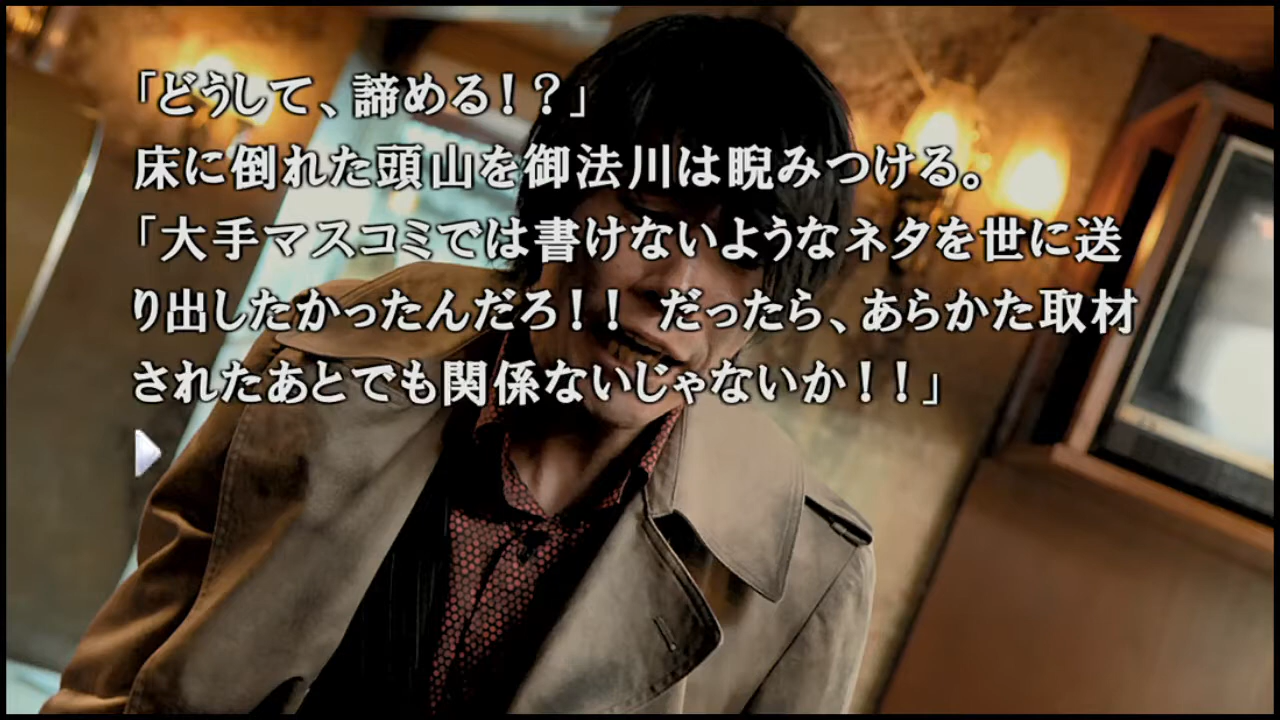 「どうして、諦める！？」
床に倒れた頭山を御法川は睨みつける。
「大手マスコミでは書けないようなネタを世に送
り出したかったんだろ！！　だったら、あらかた取材
されたあとでも関係ないじゃないか！！」